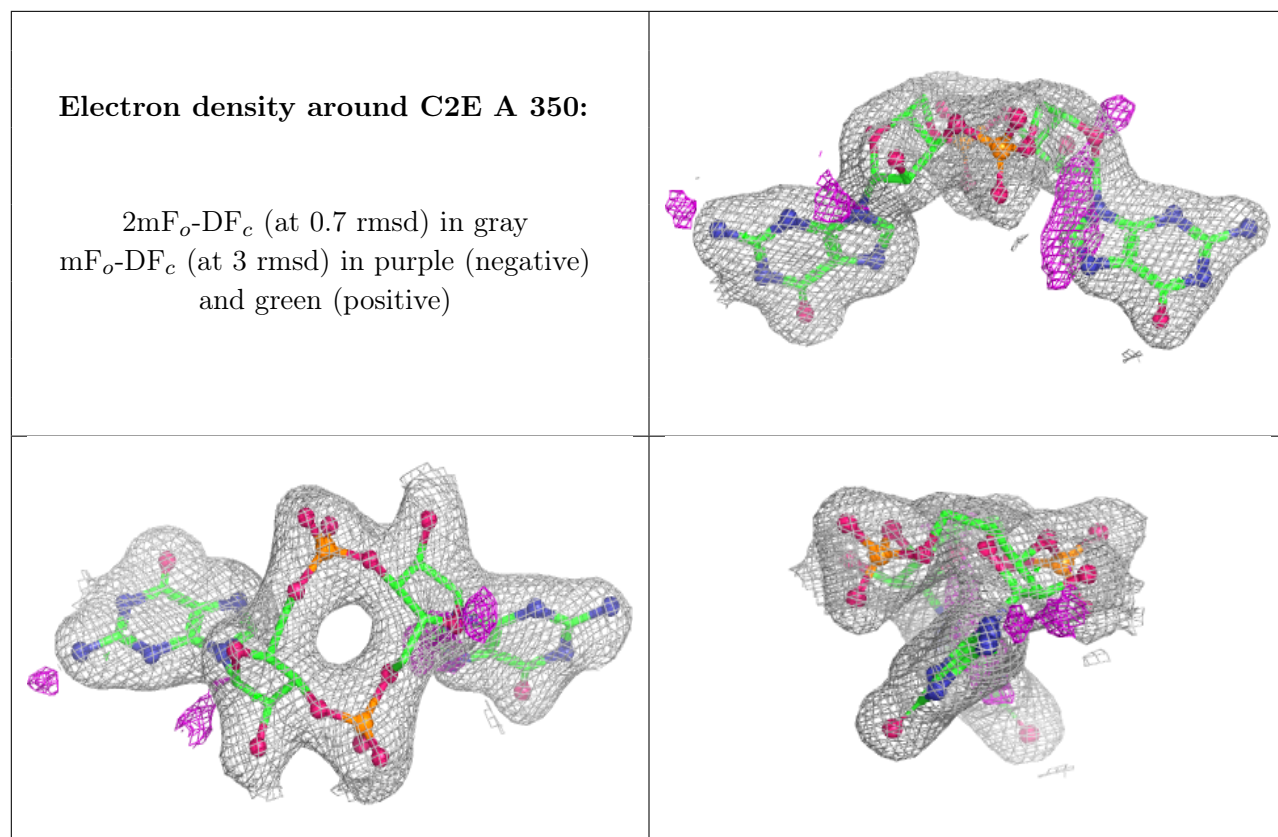 Electron density around C2E A 350:
2mFₒ-DF𝒸 (at 0.7 rmsd) in gray
mFₒ-DF𝒸 (at 3 rmsd) in purple (negative)
and green (positive)